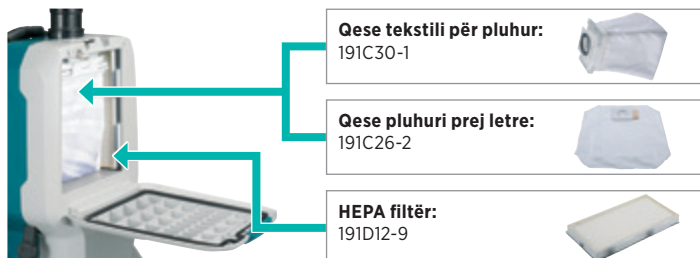 Qese tekstili për pluhur:
191C30-1
Qese pluhuri prej letre:
191C26-2
HEPA filtër:
191D12-9